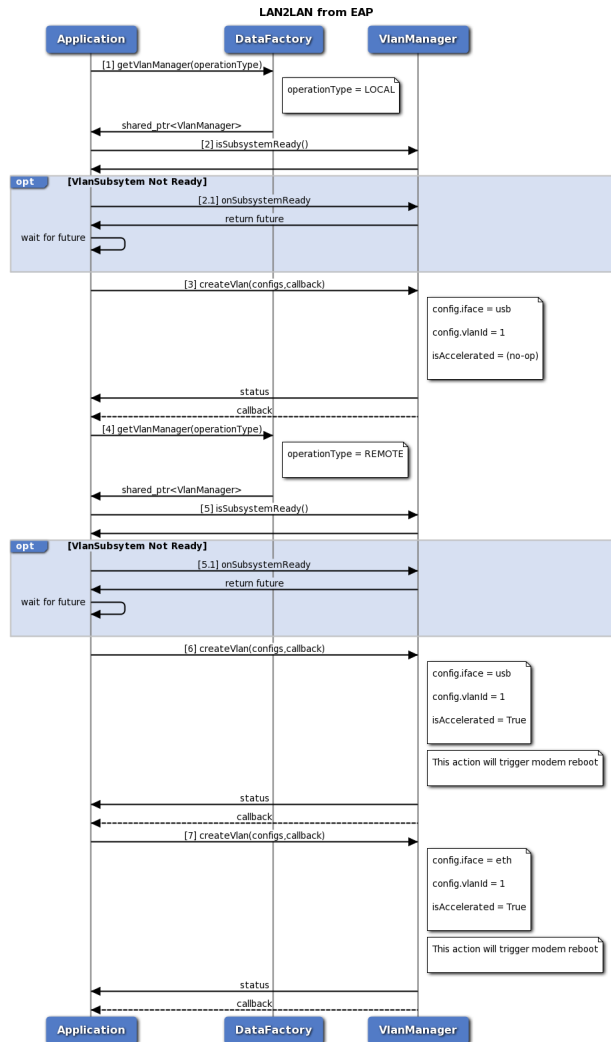 LAN2LAN from EAP
Application
DataFactory
VlanManager
[1] getVlanManager(operationType)
operationType = LOCAL
shared_ptr<VlanManager>
[2] isSubsystemReady()
opt
[VlanSubsytem Not Ready]
[2.1] onSubsystemReady
return future
wait for future
[3] createVlan(configs,callback)
config.iface = usb
config.vlanId = 1
isAccelerated = (no-op)
status
callback
[4] getVlanManager(operationType)
operationType = REMOTE
shared_ptr<VlanManager>
[5] isSubsystemReady()
opt
[VlanSubsytem Not Ready]
[5.1] onSubsystemReady
return future
wait for future
[6] createVlan(configs,callback)
config.iface = usb
config.vlanId = 1
isAccelerated = True
This action will trigger modem reboot
status
callback
[7] createVlan(configs,callback)
config.iface = eth
config.vlanId = 1
isAccelerated = True
This action will trigger modem reboot
status
callback
Application
DataFactory
VlanManager